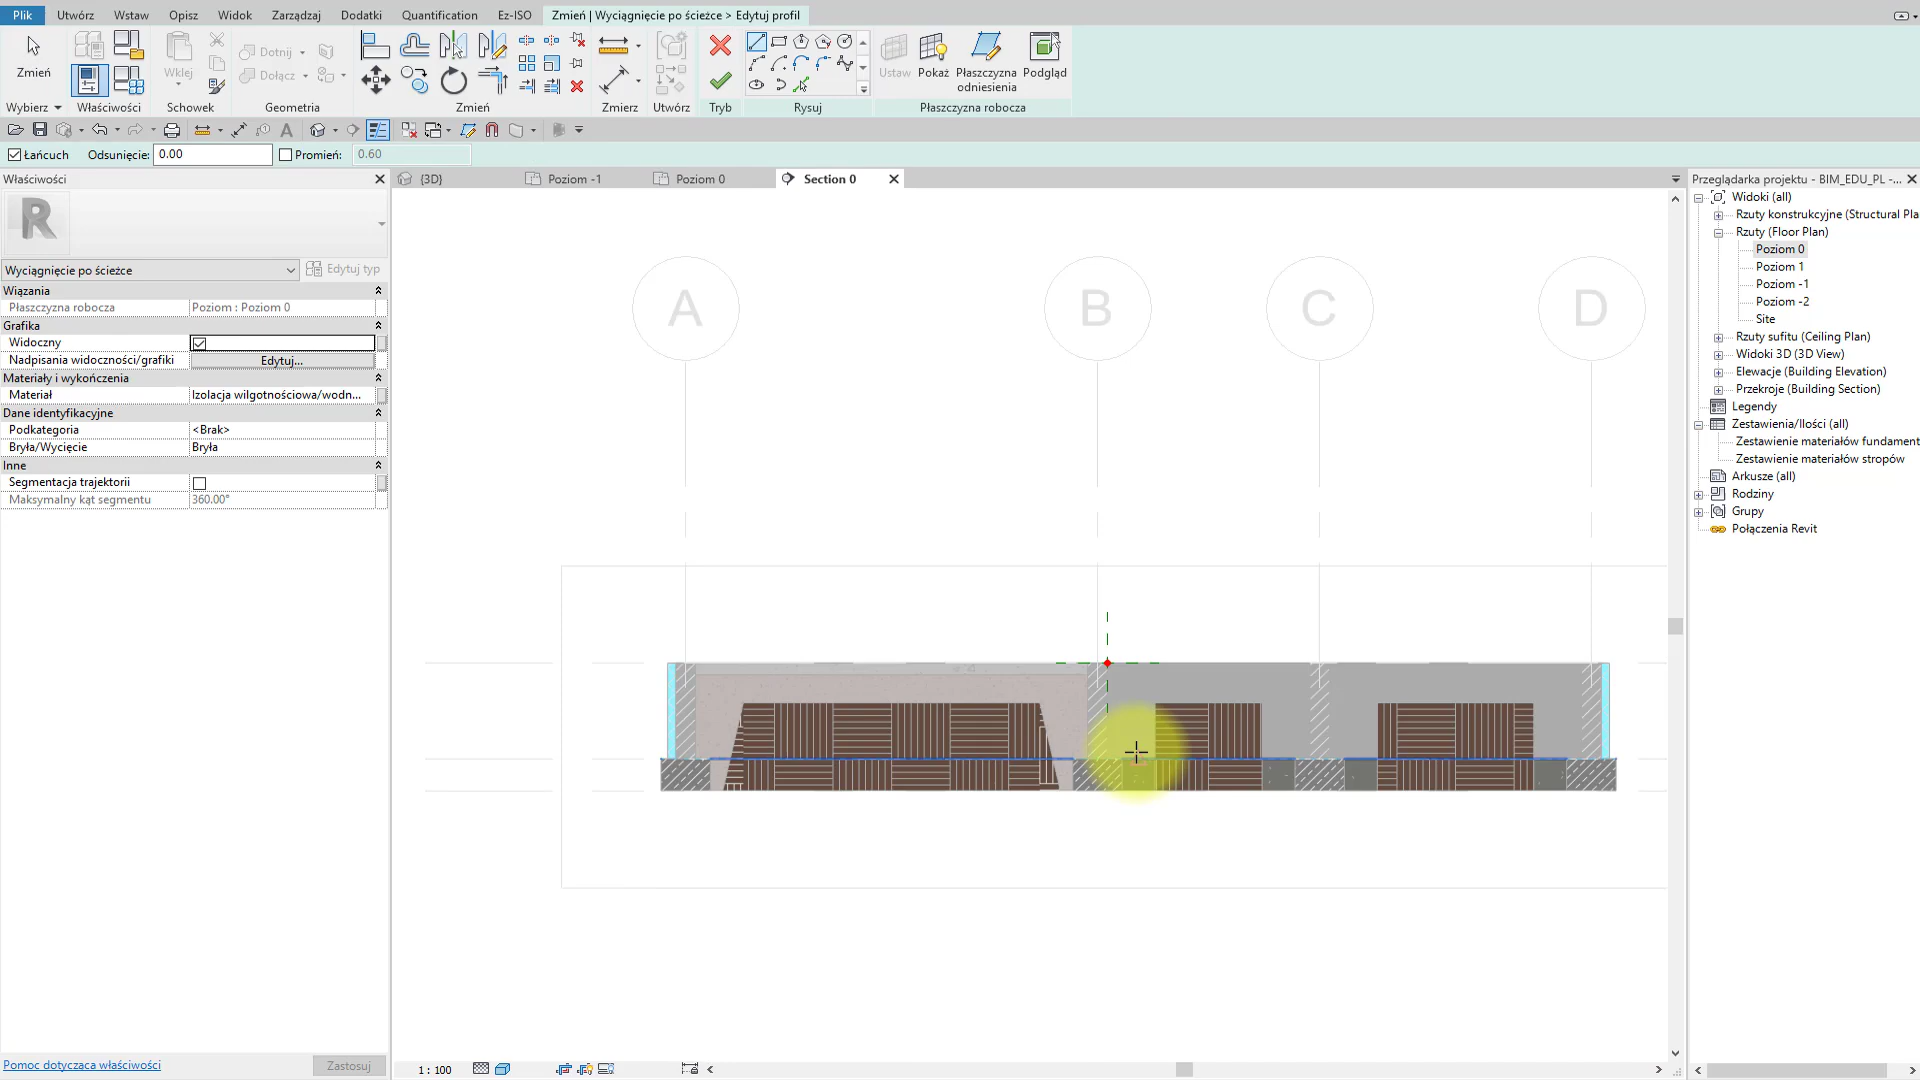 Plik Utwórz Wstaw Opisz Widok Zarządzaj Dodatki Quantification Ez-ISO Zmień | Wyciągnięcie po ścieżce > Edytuj profil
Zmień
Wklej
Dotnij
Dołącz
Ustaw Pokaż Płaszczyzna odniesienia Podgląd
Wybierz Właściwości Schowek Geometria Zmień Zmierz Utwórz Tryb Rysuj Płaszczyzna robocza
Łańcuch Odsunięcie: 0.00 Promień: 0.60
Właściwości
{3D} Poziom -1 Poziom 0 Section 0
R
Wyciągnięcie po ścieżce Edytuj typ
Wiązania
Płaszczyzna robocza Poziom : Poziom 0
Grafika
Widoczny
Nadpisania widoczności/grafiki Edytuj...
Materiały i wykończenia
Materiał Izolacja wilgotnościowa/wodn...
Dane identyfikacyjne
Podkategoria <Brak>
Bryła/Wycięcie Bryła
Inne
Segmentacja trajektorii
Maksymalny kąt segmentu 360.00°
Pomoc dotycząca właściwości Zastosuj
A B C D
1 : 100
Przeglądarka projektu - BIM_EDU_PL -...
Widoki (all)
Rzuty konstrukcyjne (Structural Pla
Rzuty (Floor Plan)
Poziom 0
Poziom 1
Poziom -1
Poziom -2
Site
Rzuty sufitu (Ceiling Plan)
Widoki 3D (3D View)
Elewacje (Building Elevation)
Przekroje (Building Section)
Legendy
Zestawienia/Ilości (all)
Zestawienie materiałów fundament
Zestawienie materiałów stropów
Arkusze (all)
Rodziny
Grupy
Połączenia Revit